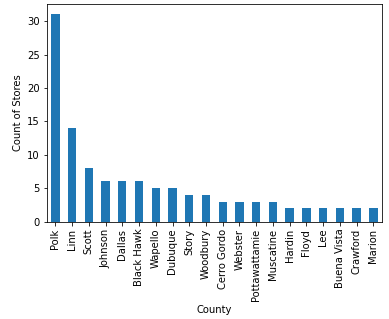 Count of Stores
30
25
20
15
10
5
0
Polk
Linn
Scott
Johnson
Dallas
Black Hawk
Wapello
Dubuque
Story
Woodbury
Cerro Gordo
Webster
Pottawattamie
Muscatine
Hardin
Floyd
Lee
Buena Vista
Crawford
Marion
County